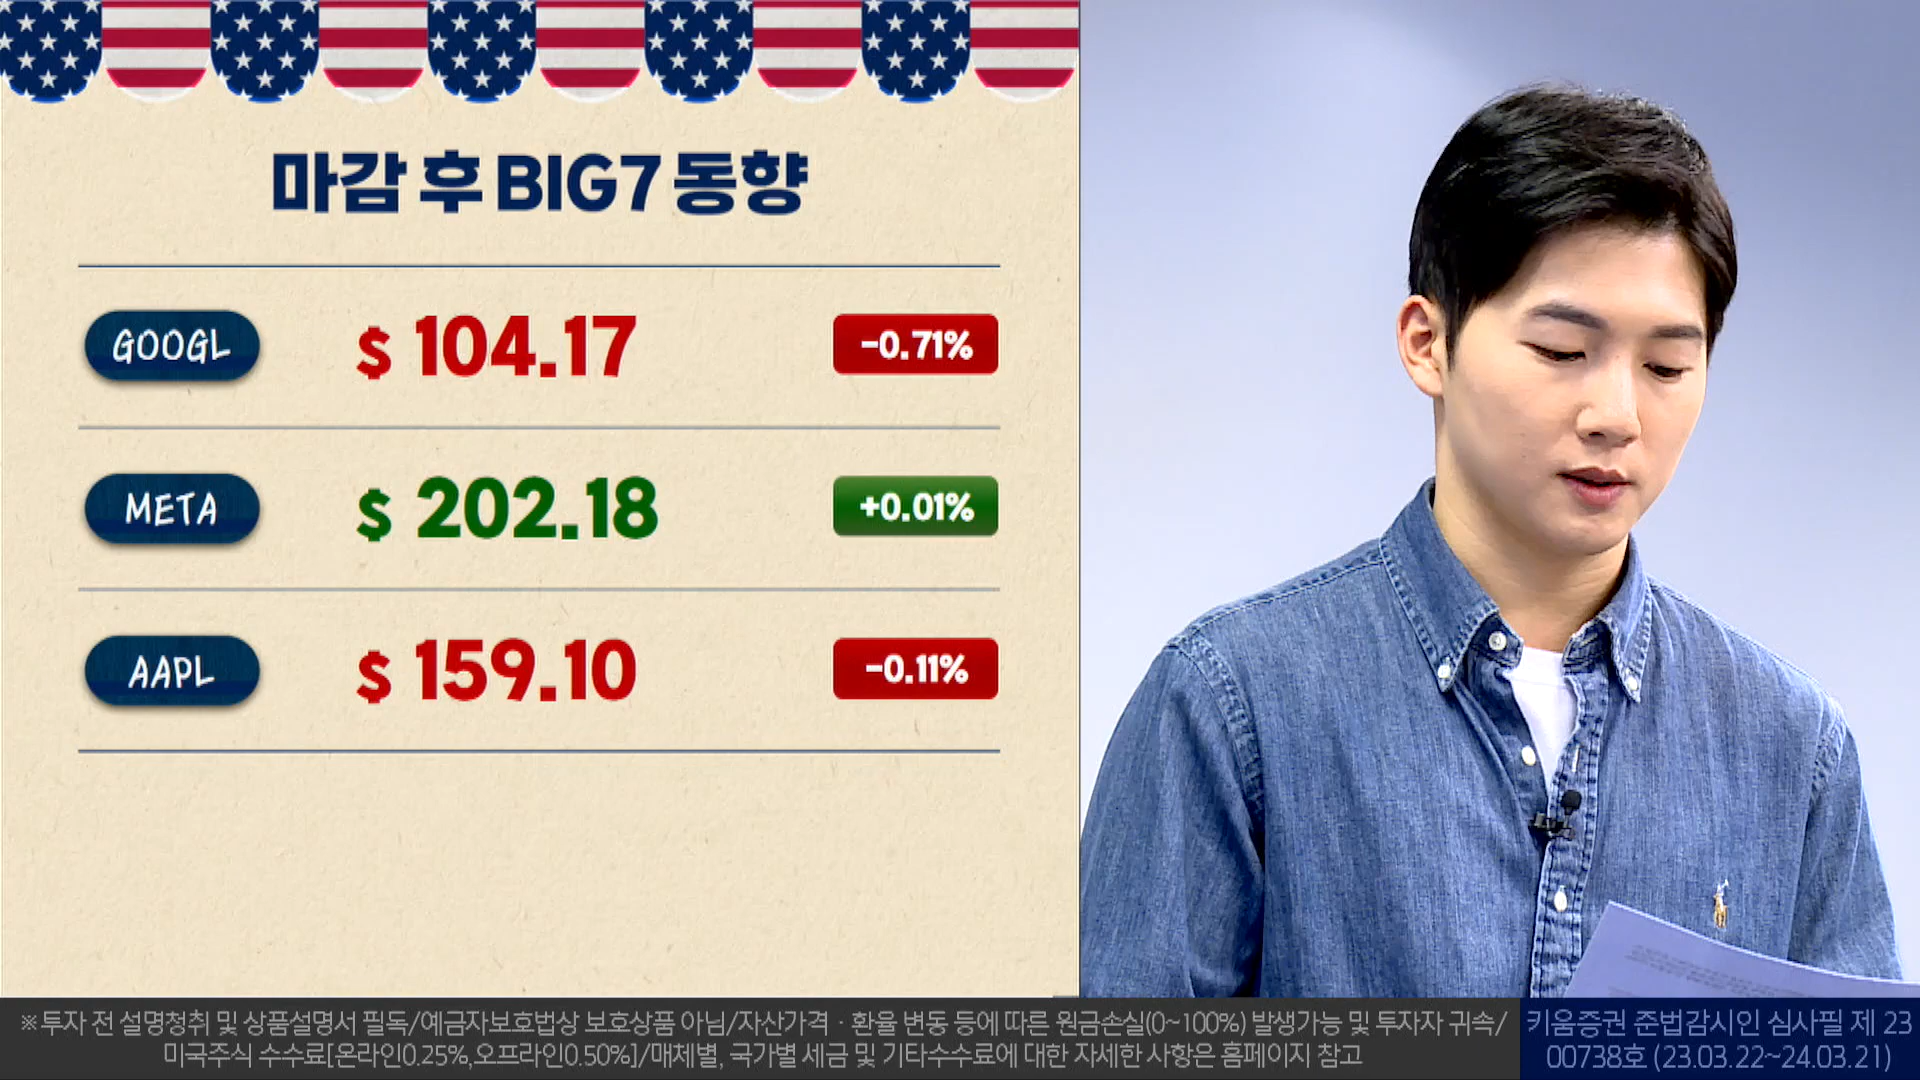 마감 후 BIG7 동향
GOOGL $ 104.17 -0.71%
META $ 202.18 +0.01%
AAPL $ 159.10 -0.11%
※투자 전 설명청취 및 상품설명서 필독/예금자보호법상 보호상품 아님/자산가격 · 환율 변동 등에 따른 원금손실(0~100%) 발생가능 및 투자자 귀속/
미국주식 수수료[온라인0.25%,오프라인0.50%]/매체별, 국가별 세금 및 기타수수료에 대한 자세한 사항은 홈페이지 참고
키움증권 준법감시인 심사필 제 23
00738호 (23.03.22~24.03.21)